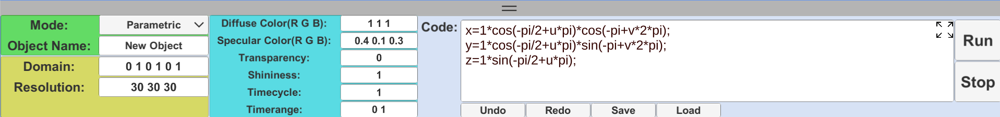 Mode: Parametric
Object Name: New Object
Domain: 0 1 0 1 0 1
Resolution: 30 30 30
Diffuse Color(R G B): 1 1 1
Specular Color(R G B): 0.4 0.1 0.3
Transparency: 0
Shininess: 1
Timecycle: 1
Timerange: 0 1
Code:
x=1*cos(-pi/2+u*pi)*cos(-pi+v*2*pi);
y=1*cos(-pi/2+u*pi)*sin(-pi+v*2*pi);
z=1*sin(-pi/2+u*pi);
Undo Redo Save Load
Run
Stop